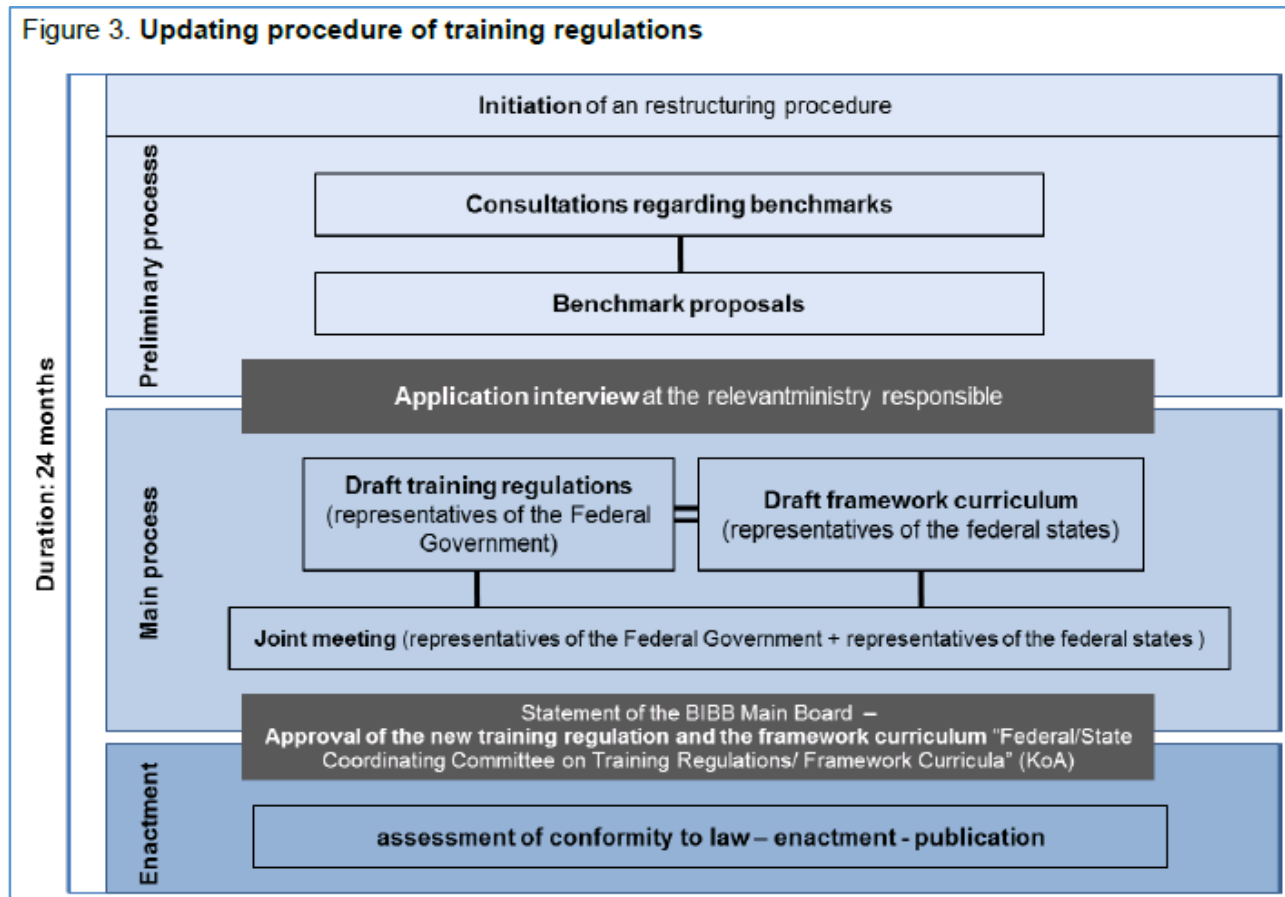 Figure 3. Updating procedure of training regulations
Duration: 24 months
Initiation of an restructuring procedure
Preliminary processs
Consultations regarding benchmarks
Benchmark proposals
Application interview at the relevantministry responsible
Main process
Draft training regulations
(representatives of the Federal
Government)
Draft framework curriculum
(representatives of the federal states)
Joint meeting (representatives of the Federal Government + representatives of the federal states )
Statement of the BIBB Main Board –
Approval of the new training regulation and the framework curriculum "Federal/State
Coordinating Committee on Training Regulations/ Framework Curricula” (KoA)
Enactment
assessment of conformity to law – enactment - publication